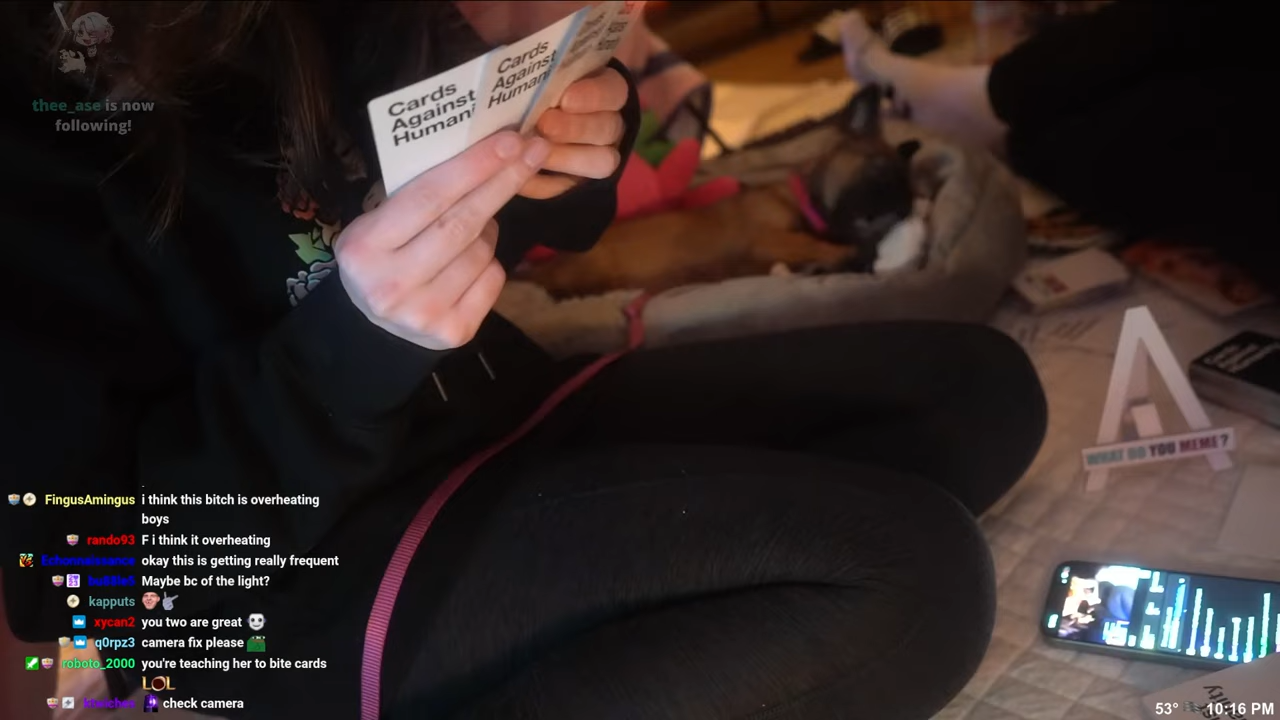 thee_ase is now
following!
Cards
Against
Humani
Cards
Against
Humani
FingusAmingus i think this bitch is overheating
boys
rando93 F i think it overheating
Echonnaissance okay this is getting really frequent
Maybe bc of the light?
kapputs
xycan2 you two are great
q0rpz3 camera fix please
roboto_2000 you're teaching her to bite cards
LOL
check camera
WHAT DO YOU MEME?
53° 10:16 PM